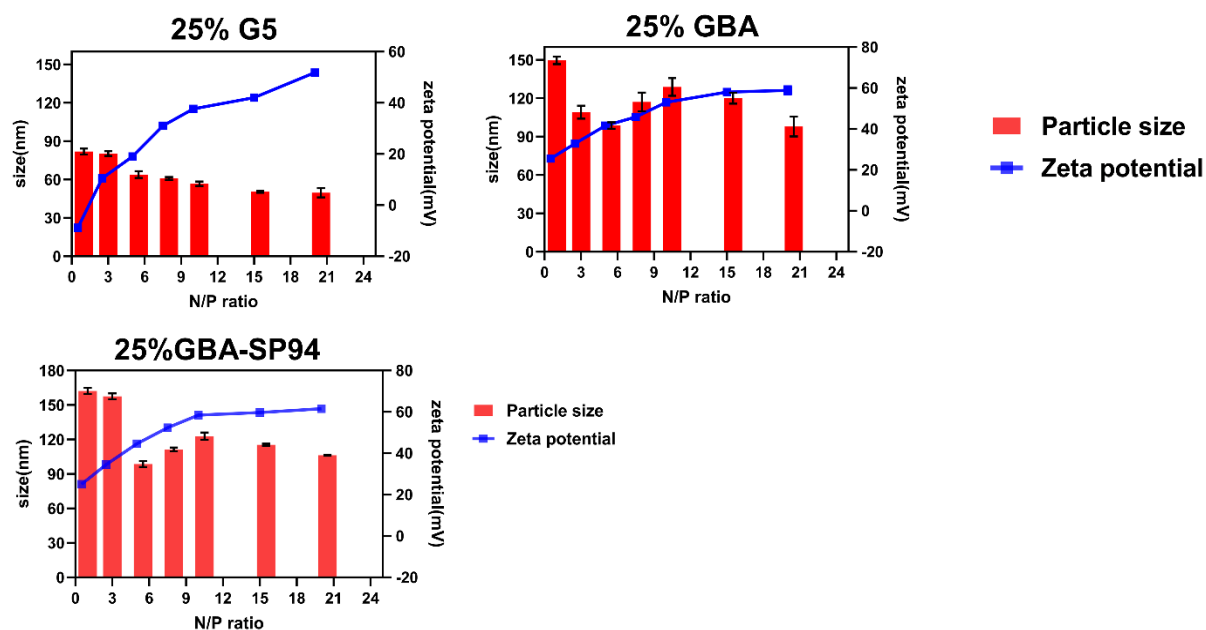 25% G5
size(nm)
150
120
90
60
30
0
60
40
20
0
-20
zeta potential(mV)
0 3 6 9 12 15 18 21 24
N/P ratio
25% GBA
size(nm)
150
120
90
60
30
0
80
60
40
20
0
-20
zeta potential(mV)
0 3 6 9 12 15 18 21 24
N/P ratio
Particle size
Zeta potential
25%GBA-SP94
size(nm)
180
150
120
90
60
30
0
80
60
40
20
0
-20
zeta potential(mV)
0 3 6 9 12 15 18 21 24
N/P ratio
Particle size
Zeta potential